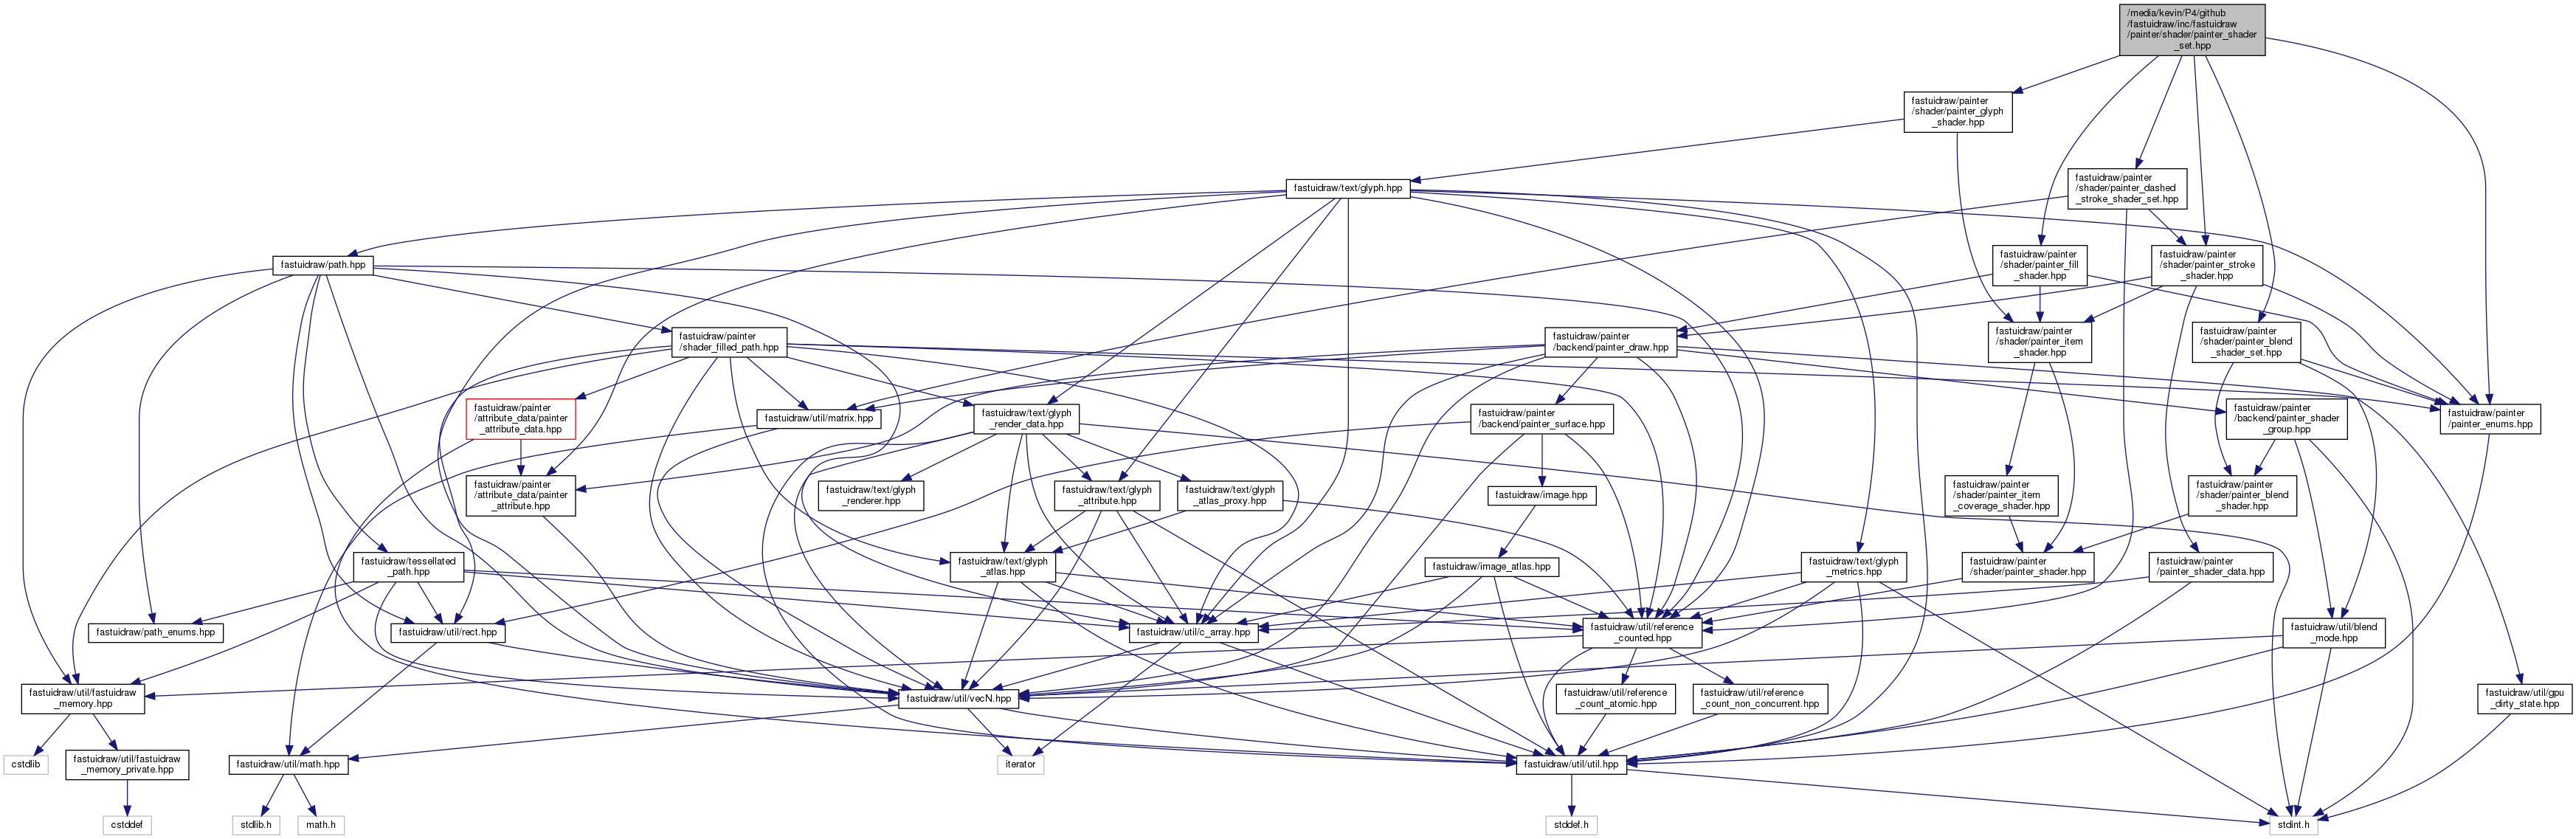 /media/kevin/P4/github
/fastuidraw/inc/fastuidraw
/painter/shader/painter_shader
_set.hpp
fastuidraw/painter
/shader/painter_glyph
_shader.hpp
fastuidraw/text/glyph.hpp
fastuidraw/painter
/shader/painter_dashed
_stroke_shader_set.hpp
fastuidraw/path.hpp
fastuidraw/painter
/shader/painter_fill
_shader.hpp
fastuidraw/painter
/shader/painter_stroke
_shader.hpp
fastuidraw/painter
/shader_filled_path.hpp
fastuidraw/painter
/backend/painter_draw.hpp
fastuidraw/painter
/shader/painter_item
_shader.hpp
fastuidraw/painter
/shader/painter_blend
_shader_set.hpp
fastuidraw/painter
/attribute_data/painter
_attribute_data.hpp
fastuidraw/util/matrix.hpp
fastuidraw/text/glyph
_render_data.hpp
fastuidraw/painter
/backend/painter_surface.hpp
fastuidraw/painter
/backend/painter_shader
_group.hpp
fastuidraw/painter
/painter_enums.hpp
fastuidraw/painter
/attribute_data/painter
_attribute.hpp
fastuidraw/text/glyph
_renderer.hpp
fastuidraw/text/glyph
_attribute.hpp
fastuidraw/text/glyph
_atlas_proxy.hpp
fastuidraw/image.hpp
fastuidraw/painter
/shader/painter_item
_coverage_shader.hpp
fastuidraw/painter
/shader/painter_blend
_shader.hpp
fastuidraw/tessellated
_path.hpp
fastuidraw/text/glyph
_atlas.hpp
fastuidraw/image_atlas.hpp
fastuidraw/text/glyph
_metrics.hpp
fastuidraw/painter
/shader/painter_shader.hpp
fastuidraw/painter
/painter_shader_data.hpp
fastuidraw/path_enums.hpp
fastuidraw/util/rect.hpp
fastuidraw/util/c_array.hpp
fastuidraw/util/reference
_counted.hpp
fastuidraw/util/blend
_mode.hpp
fastuidraw/util/fastuidraw
_memory.hpp
fastuidraw/util/vecN.hpp
fastuidraw/util/reference
_count_atomic.hpp
fastuidraw/util/reference
_count_non_concurrent.hpp
fastuidraw/util/gpu
_dirty_state.hpp
cstdlib
fastuidraw/util/fastuidraw
_memory_private.hpp
fastuidraw/util/math.hpp
iterator
fastuidraw/util/util.hpp
cstddef
stdlib.h
math.h
stddef.h
stdint.h